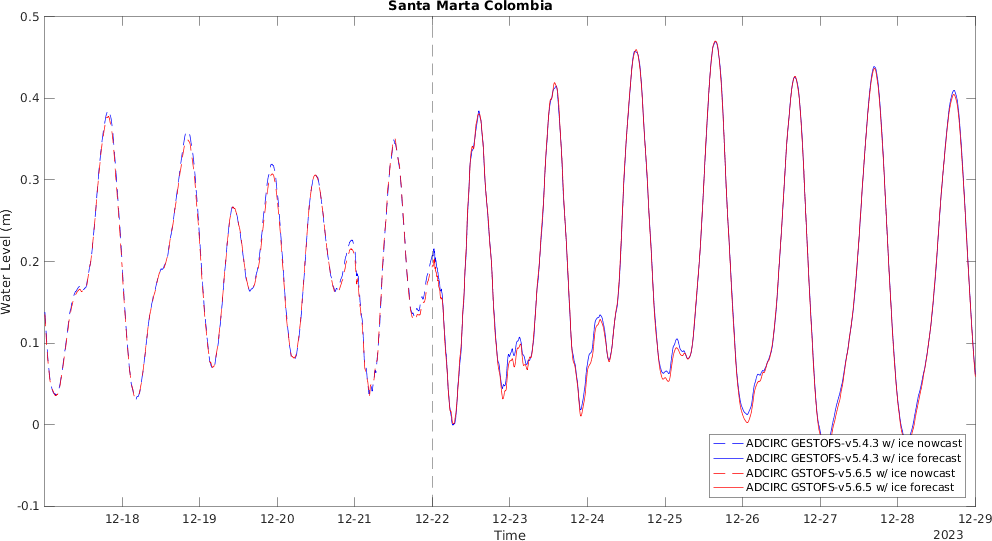 Santa Marta Colombia
0.5
0.4
0.3
0.2
0.1
0
-0.1
Water Level (m)
12-18 12-19 12-20 12-21 12-22 12-23 12-24 12-25 12-26 12-27 12-28 12-29
Time
2023
ADCIRC GESTOFS-v5.4.3 w/ ice nowcast
ADCIRC GESTOFS-v5.4.3 w/ ice forecast
ADCIRC GSTOFS-v5.6.5 w/ ice nowcast
ADCIRC GSTOFS-v5.6.5 w/ ice forecast